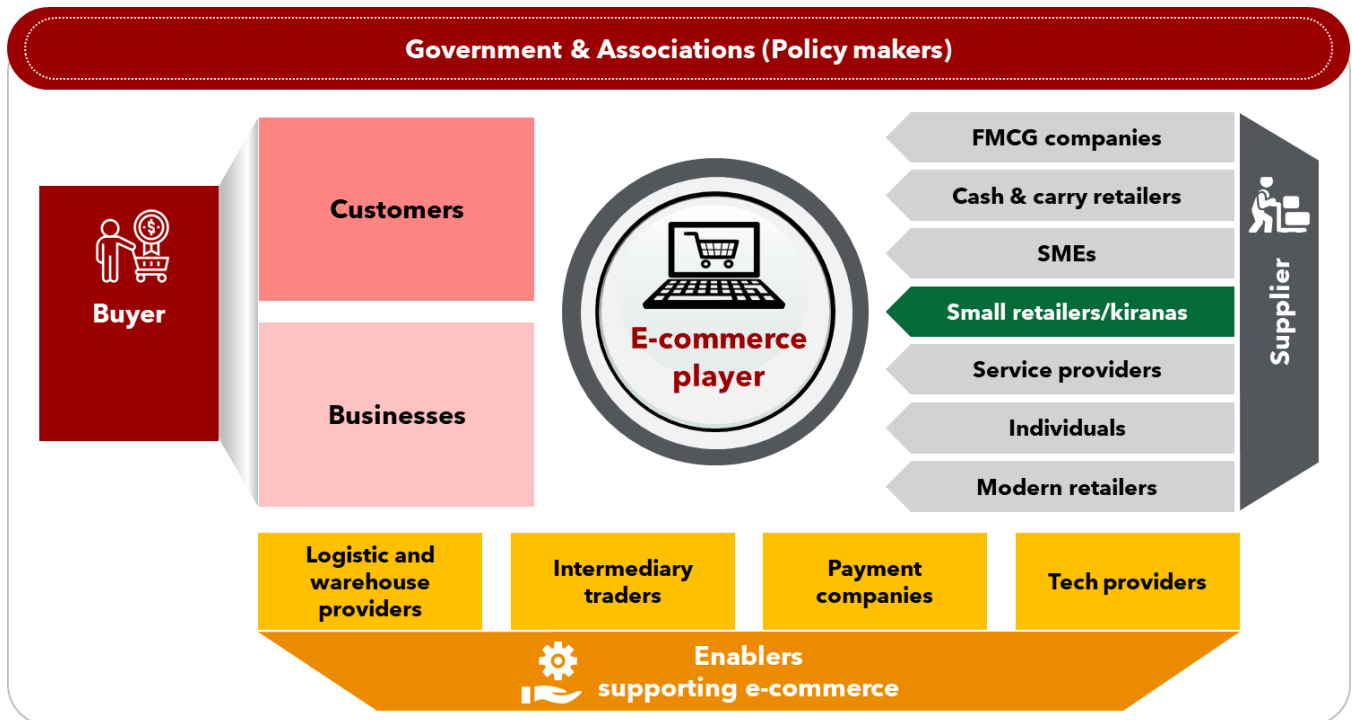 Government & Associations (Policy makers)
Buyer
Customers
Businesses
E-commerce
player
FMCG companies
Cash & carry retailers
SMEs
Small retailers/kiranas
Service providers
Individuals
Modern retailers
Supplier
Logistic and
warehouse
providers
Intermediary
traders
Payment
companies
Tech providers
Enablers
supporting e-commerce